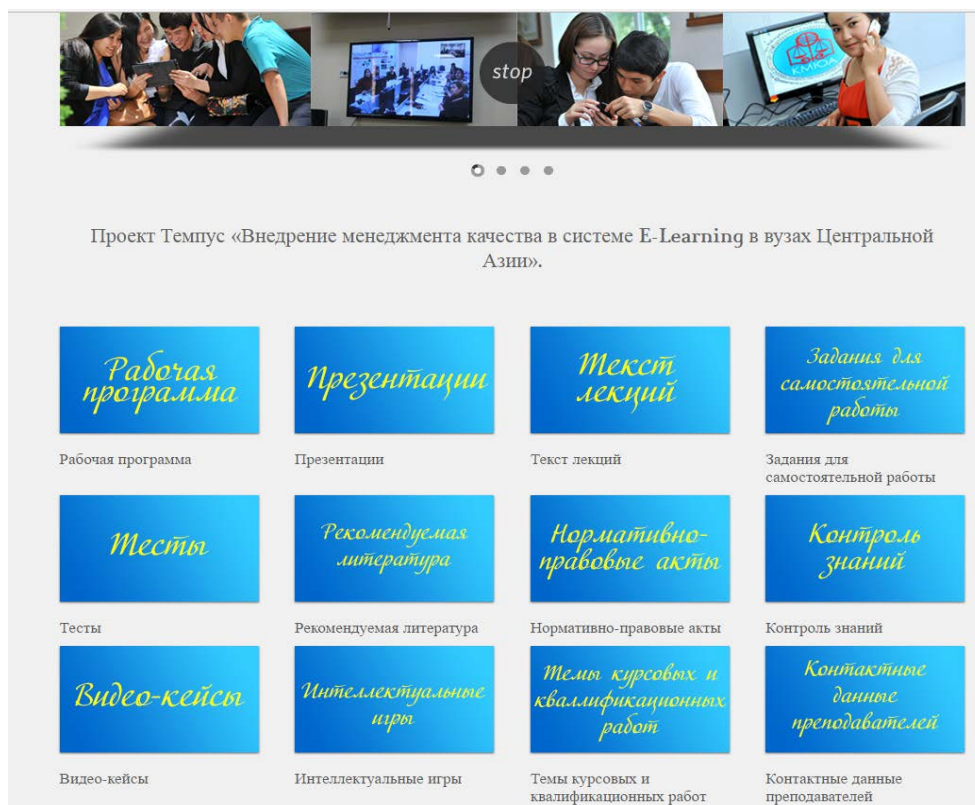 stop
КМЮА
Проект Темпус «Внедрение менеджмента качества в системе E-Learning в вузах Центральной
Азии».
Рабочая
программа
Презентации
Текст
лекций
Задания для
самостоятельной
работы
Рабочая программа
Презентации
Текст лекций
Задания для
самостоятельной работы
Тесты
Рекомендуемая
литература
Нормативно-
правовые акты
Контроль
знаний
Тесты
Рекомендуемая литература
Нормативно-правовые акты
Контроль знаний
Видео-кейсы
Интеллектуальные
игры
Темы курсовых и
квалификационных
работ
Контактные
данные
преподавателей
Видео-кейсы
Интеллектуальные игры
Темы курсовых и
квалификационных работ
Контактные данные
преподавателей